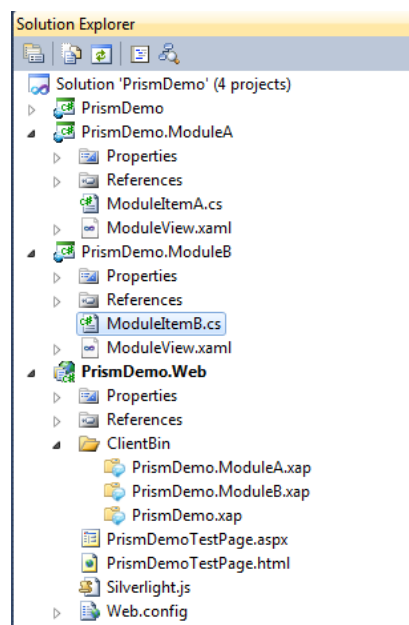 Solution Explorer
Solution 'PrismDemo' (4 projects)
PrismDemo
PrismDemo.ModuleA
Properties
References
ModuleItemA.cs
ModuleView.xaml
PrismDemo.ModuleB
Properties
References
ModuleItemB.cs
ModuleView.xaml
PrismDemo.Web
Properties
References
ClientBin
PrismDemo.ModuleA.xap
PrismDemo.ModuleB.xap
PrismDemo.xap
PrismDemoTestPage.aspx
PrismDemoTestPage.html
Silverlight.js
Web.config